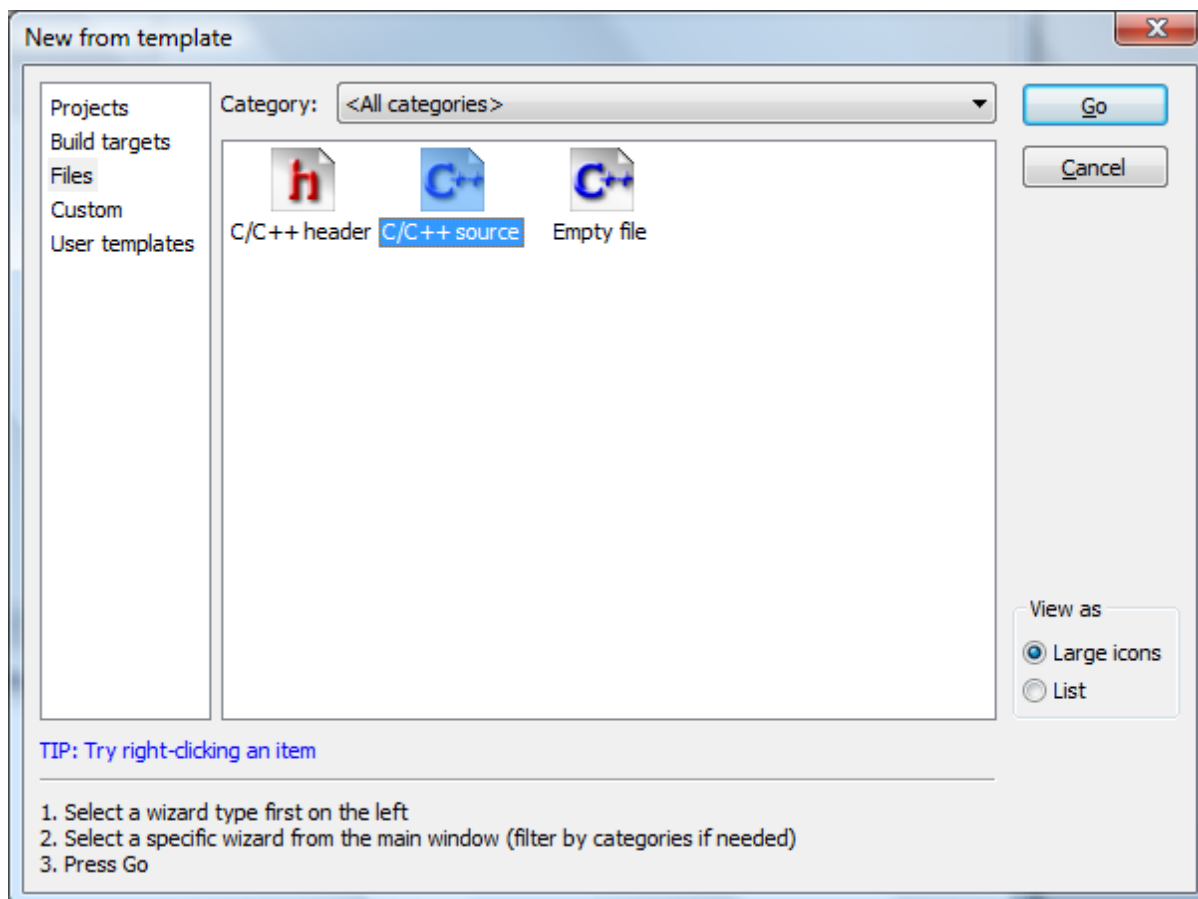 New from template
Projects
Build targets
Files
Custom
User templates
Category:
<All categories>
h
C++
C++
C/C++ header
C/C++ source
Empty file
Go
Cancel
View as
Large icons
List
TIP: Try right-clicking an item
1. Select a wizard type first on the left
2. Select a specific wizard from the main window (filter by categories if needed)
3. Press Go